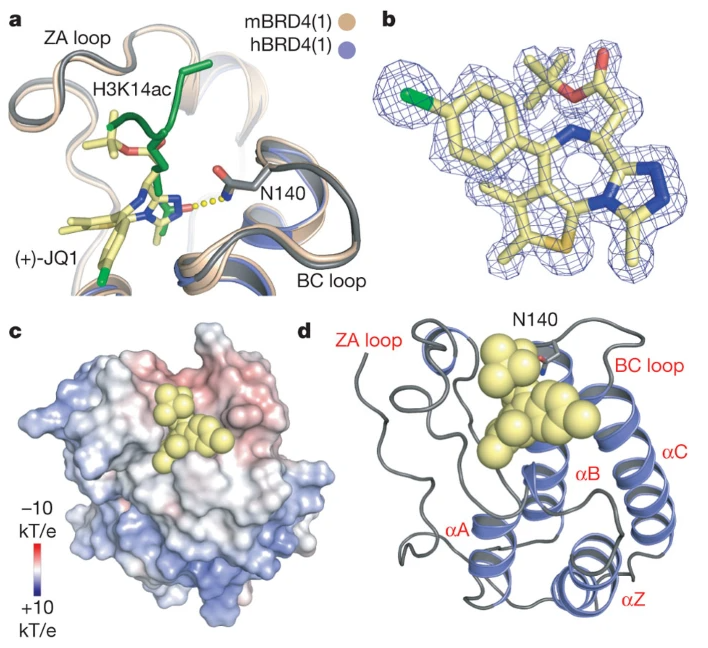 a
ZA loop
mBRD4(1)
hBRD4(1)
H3K14ac
N140
(+)-JQ1
BC loop
b
c
–10
kT/e
+10
kT/e
d
N140
ZA loop
BC loop
αB
αC
αA
αZ